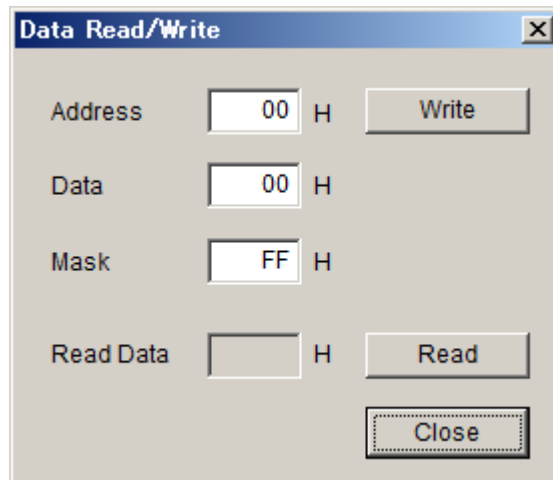 Data Read/Write
Address 00 H Write
Data 00 H
Mask FF H
Read Data H Read
Close